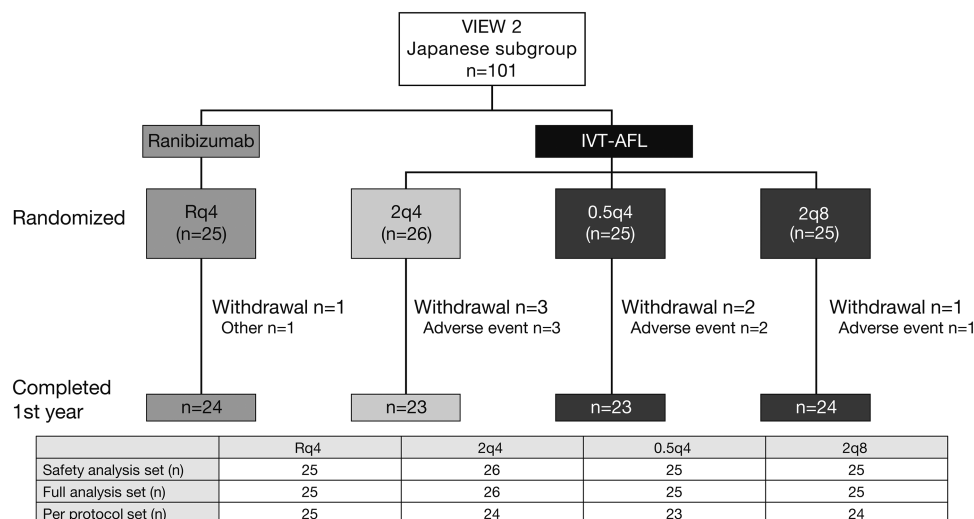 VIEW 2
Japanese subgroup
n=101
Ranibizumab
IVT-AFL
Randomized
Rq4
(n=25)
2q4
(n=26)
0.5q4
(n=25)
2q8
(n=25)
Withdrawal n=1
Other n=1
Withdrawal n=3
Adverse event n=3
Withdrawal n=2
Adverse event n=2
Withdrawal n=1
Adverse event n=1
Completed
1st year
n=24
n=23
n=23
n=24
Rq4 2q4 0.5q4 2q8
Safety analysis set (n) 25 26 25 25
Full analysis set (n) 25 26 25 25
Per protocol set (n) 25 24 23 24